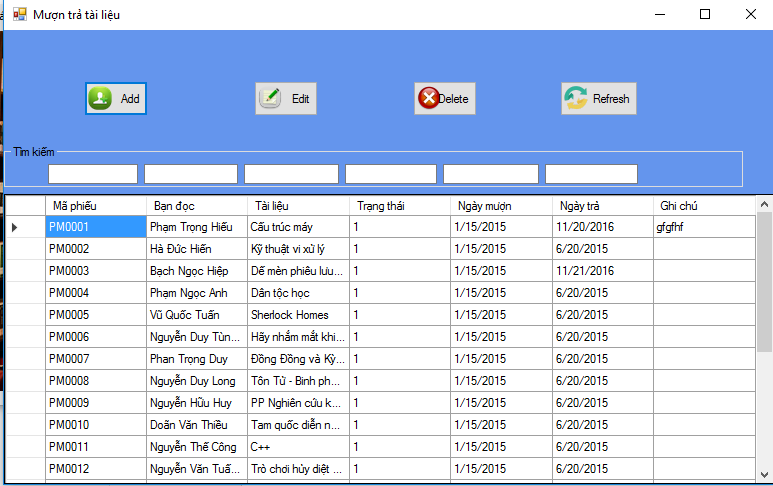 Mượn trả tài liệu
Add Edit Delete Refresh
Tìm kiếm
Mã phiếu Bạn đọc Tài liệu Trạng thái Ngày mượn Ngày trả Ghi chú
PM0001 Phạm Trọng Hiếu Cấu trúc máy 1 1/15/2015 11/20/2016 gfgfhf
PM0002 Hà Đức Hiến Kỹ thuật vi xử lý 1 1/15/2015 6/20/2015
PM0003 Bạch Ngọc Hiệp Dế mèn phiêu lưu... 1 1/15/2015 11/21/2016
PM0004 Phạm Ngọc Anh Dân tộc học 1 1/15/2015 6/20/2015
PM0005 Vũ Quốc Tuấn Sherlock Homes 1 1/15/2015 6/20/2015
PM0006 Nguyễn Duy Tùn... Hãy nhắm mắt khi... 1 1/15/2015 6/20/2015
PM0007 Phan Trọng Duy Đồng Đồng và Kỳ... 1 1/15/2015 6/20/2015
PM0008 Nguyễn Duy Long Tôn Tử - Binh ph... 1 1/15/2015 6/20/2015
PM0009 Nguyễn Hữu Huy PP Nghiên cứu k... 1 1/15/2015 6/20/2015
PM0010 Doãn Văn Thiều Tam quốc diễn n... 1 1/15/2015 6/20/2015
PM0011 Nguyễn Thế Công C++ 1 1/15/2015 6/20/2015
PM0012 Nguyễn Văn Tuấ... Trò chơi hủy diệt ... 1 1/15/2015 6/20/2015